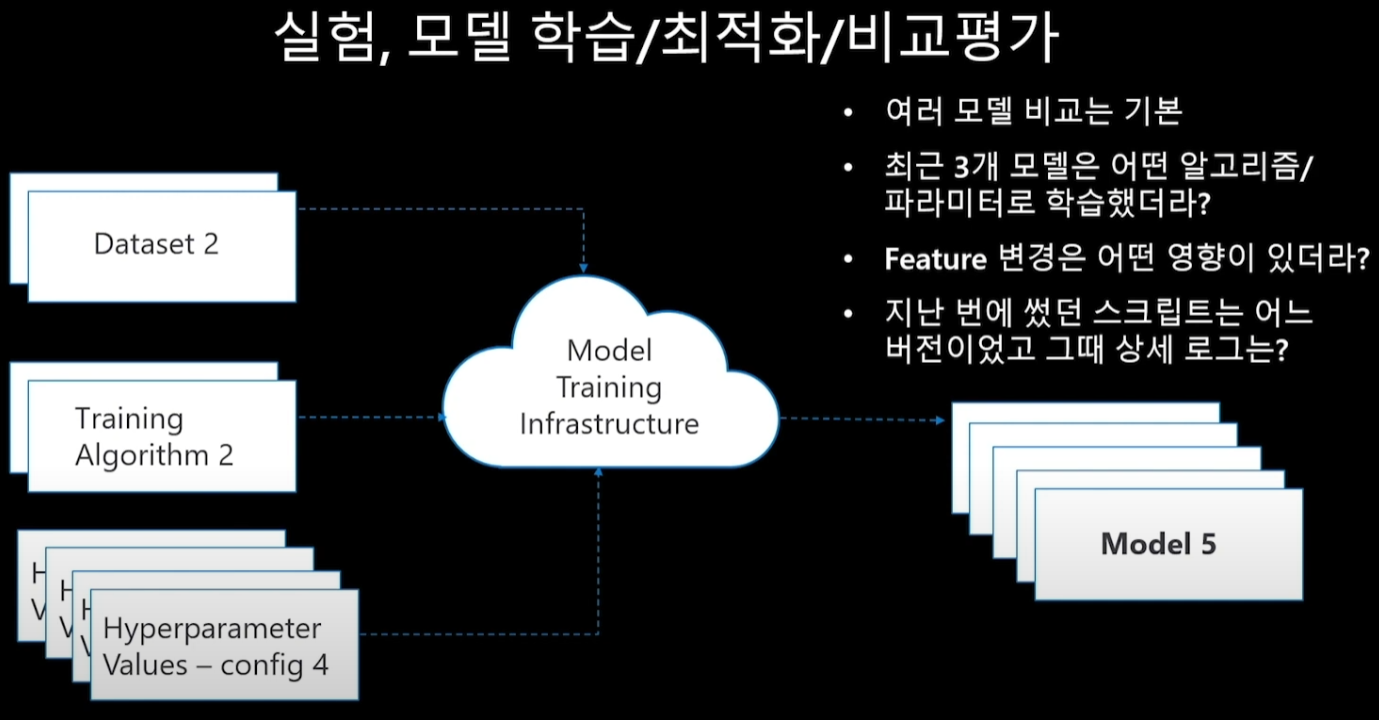 실험, 모델 학습/최적화/비교평가
• 여러 모델 비교는 기본
• 최근 3개 모델은 어떤 알고리즘/
파라미터로 학습했더라?
• Feature 변경은 어떤 영향이 있더라?
• 지난 번에 썼던 스크립트는 어느
버전이었고 그때 상세 로그는?
Dataset 2
Training
Algorithm 2
H
V
H
V
H
V
Hyperparameter
Values – config 4
Model
Training
Infrastructure
Model 5